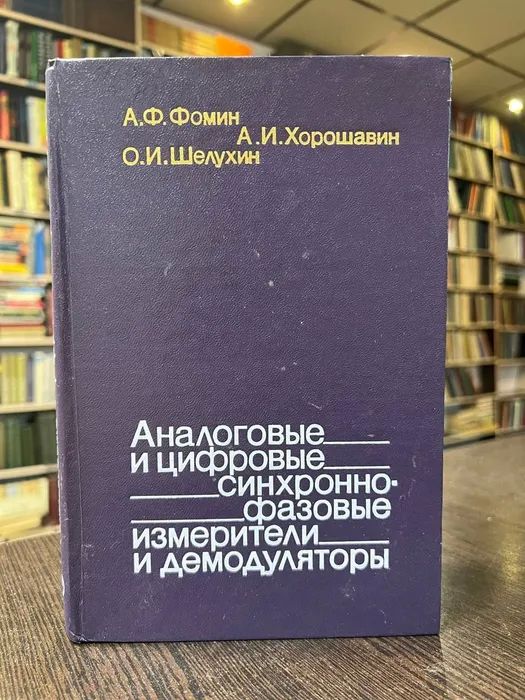 А.Ф.Фомин
А.И.Хорошавин
О.И.Шелухин
Аналоговые
и цифровые
синхронно-
фазовые
измерители
и демодуляторы